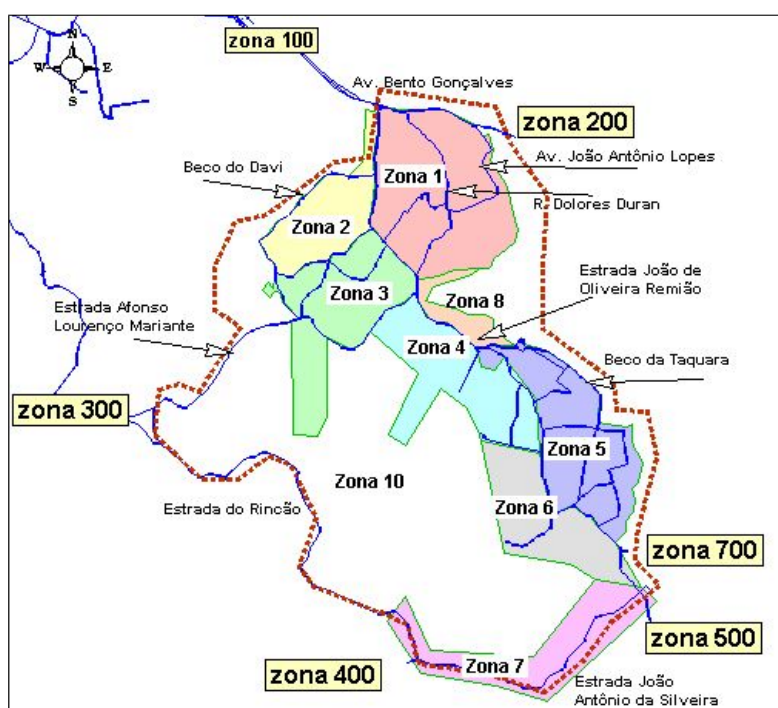 zona 100
N
W E
S
Av. Bento Gonçalves
zona 200
Av. João Antônio Lopes
Beco do Davi
Zona 1
R. Dolores Duran
Zona 2
Estrada João de
Oliveira Remião
Zona 3
Zona 8
Estrada Afonso
Lourenço Mariante
Zona 4
Beco da Taquara
zona 300
Zona 5
Zona 10
Estrada do Rincão
Zona 6
zona 700
zona 500
Zona 7
zona 400
Estrada João
Antônio da Silveira